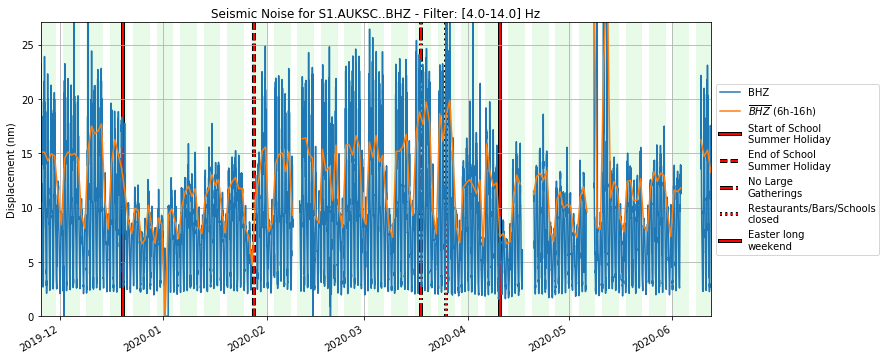 Seismic Noise for S1.AUKSC..BHZ - Filter: [4.0-14.0] Hz
Displacement (nm)
25
20
15
10
5
0
2019-12
2020-01
2020-02
2020-03
2020-04
2020-05
2020-06
BHZ
BHZ (6h-16h)
Start of School
Summer Holiday
End of School
Summer Holiday
No Large
Gatherings
Restaurants/Bars/Schools
closed
Easter long
weekend